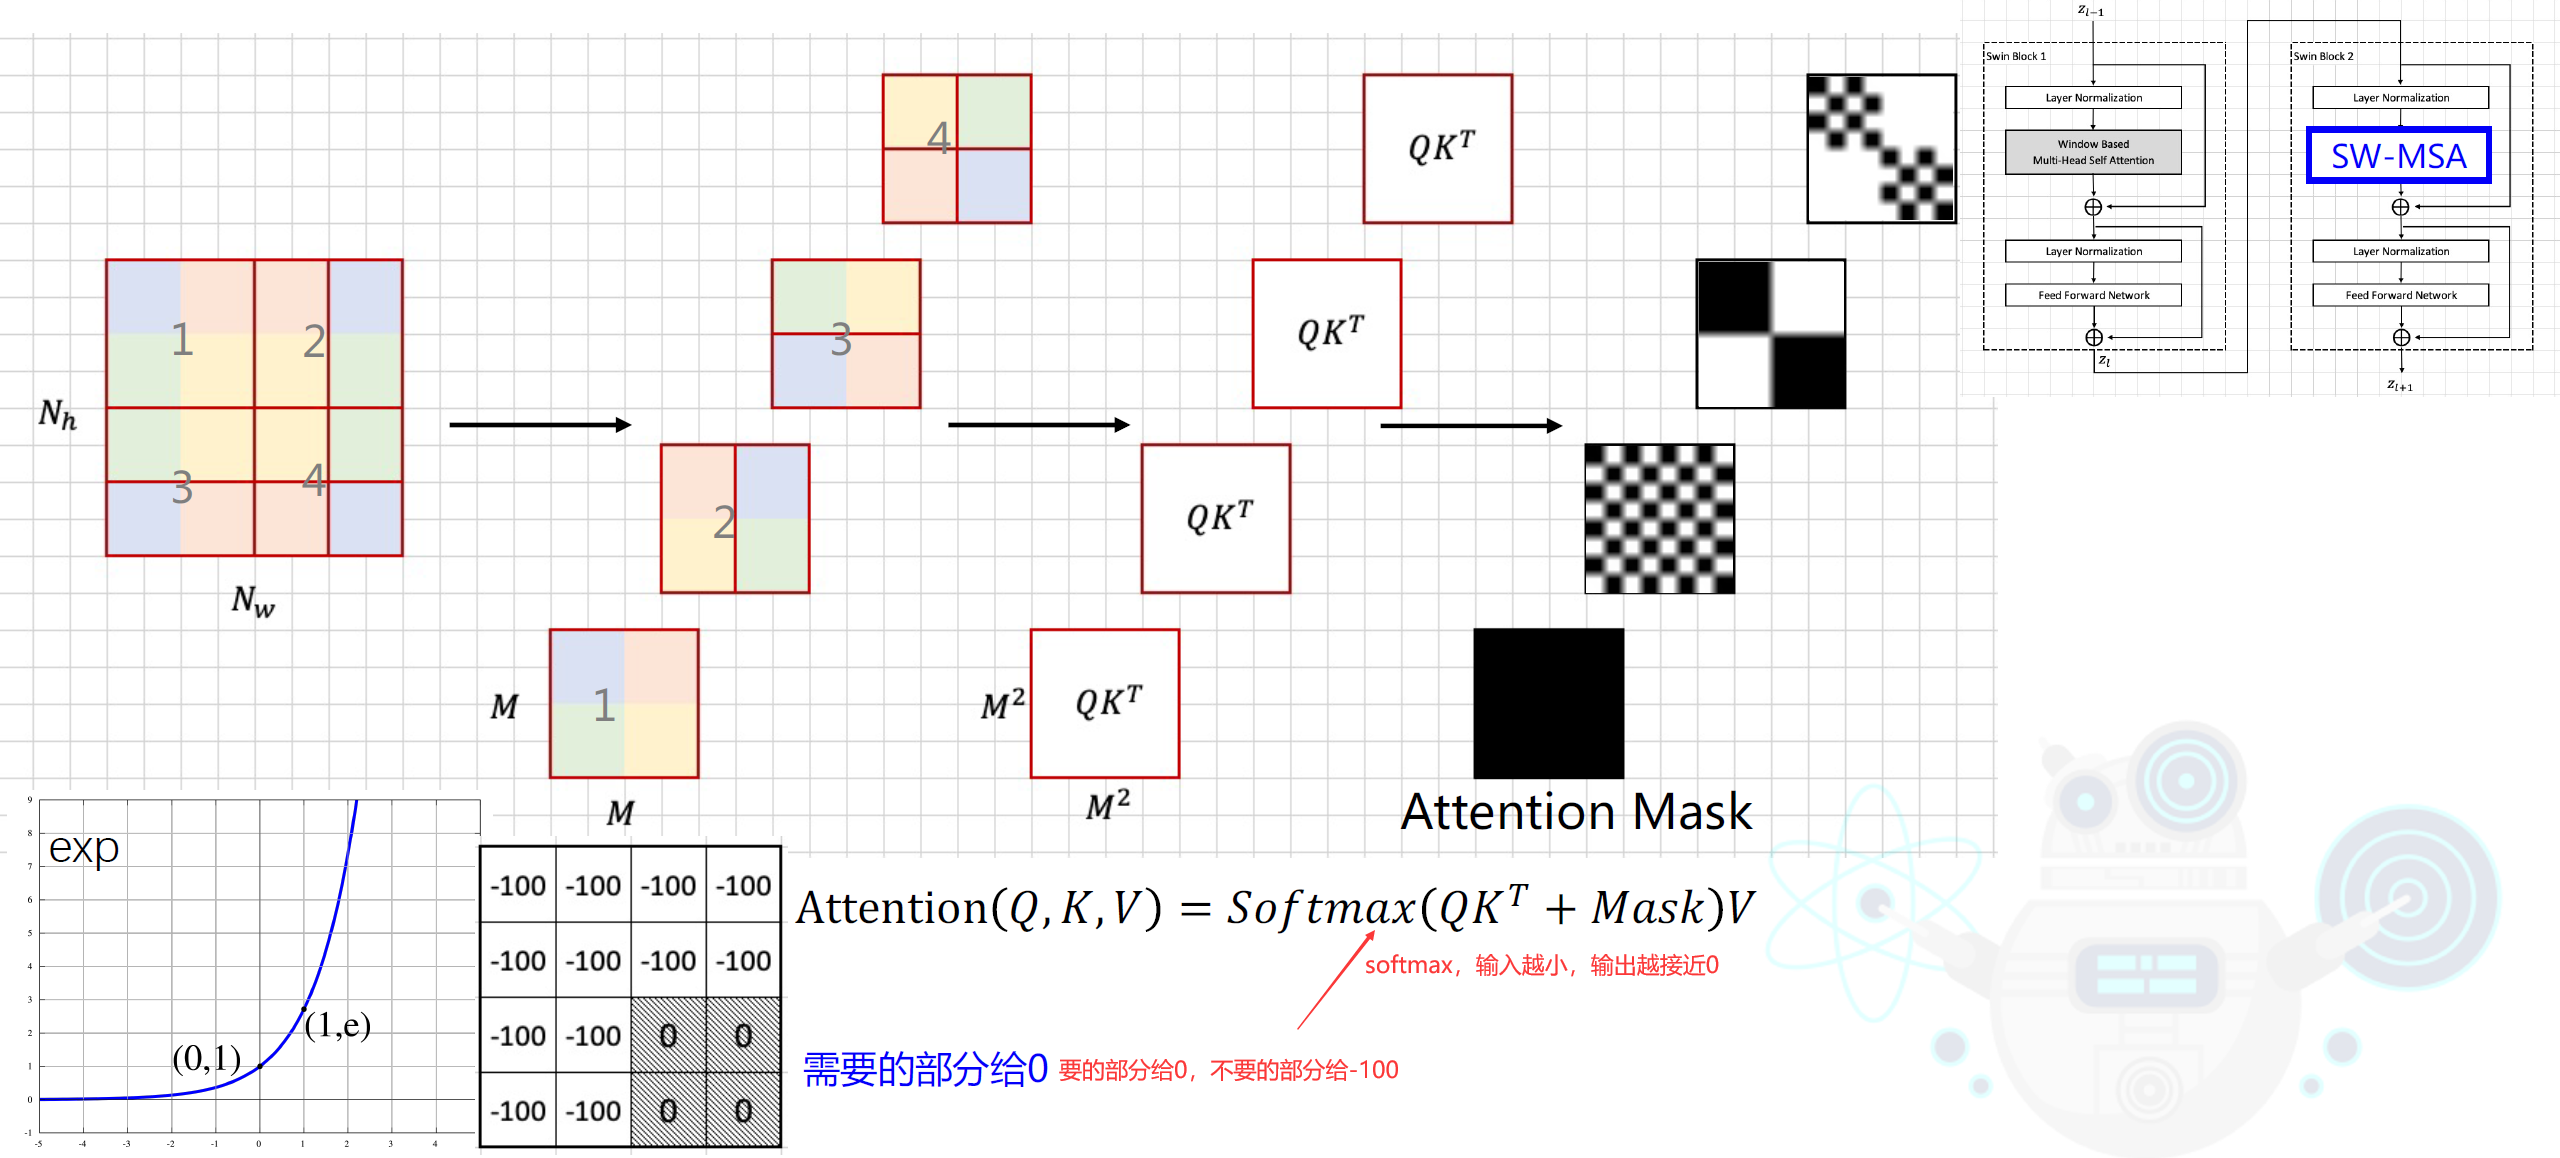 z_{l-1}
Swin Block 1
Layer Normalization
Window Based
Multi-Head Self Attention
Layer Normalization
Feed Forward Network
z_l
Swin Block 2
Layer Normalization
SW-MSA
Layer Normalization
Feed Forward Network
z_{l+1}
4
QK^T
1
2
3
4
N_h
N_w
3
QK^T
2
QK^T
M
1
M
M²
QK^T
M²
Attention Mask
exp
9
8
7
6
5
4
3
2
1
0
-1
(1,e)
(0,1)
-5 -4 -3 -2 -1 0 1 2 3 4
-100 -100 -100 -100
-100 -100 -100 -100
-100 -100 0 0
-100 -100 0 0
Attention(Q, K, V) = Softmax(QK^T + Mask)V
softmax，输入越小，输出越接近0
需要的部分给0 要的部分给0，不要的部分给-100